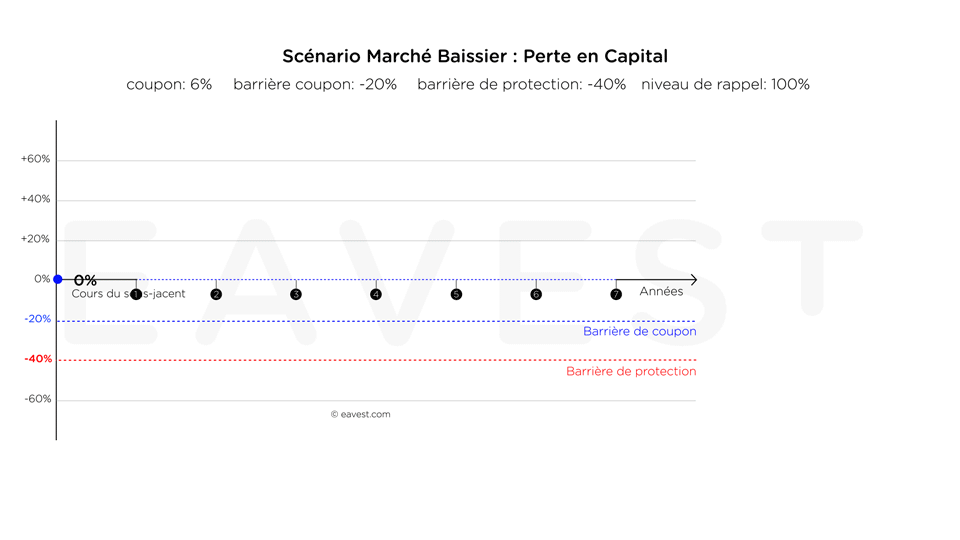 Scénario Marché Baissier : Perte en Capital
coupon: 6% barrière coupon: -20% barrière de protection: -40% niveau de rappel: 100%
+60%
+40%
+20%
0% 0%
Cours du s s-jacent 1 2 3 4 5 6 7 Années
-20%
Barrière de coupon
-40%
Barrière de protection
-60%
© eavest.com
EAVEST